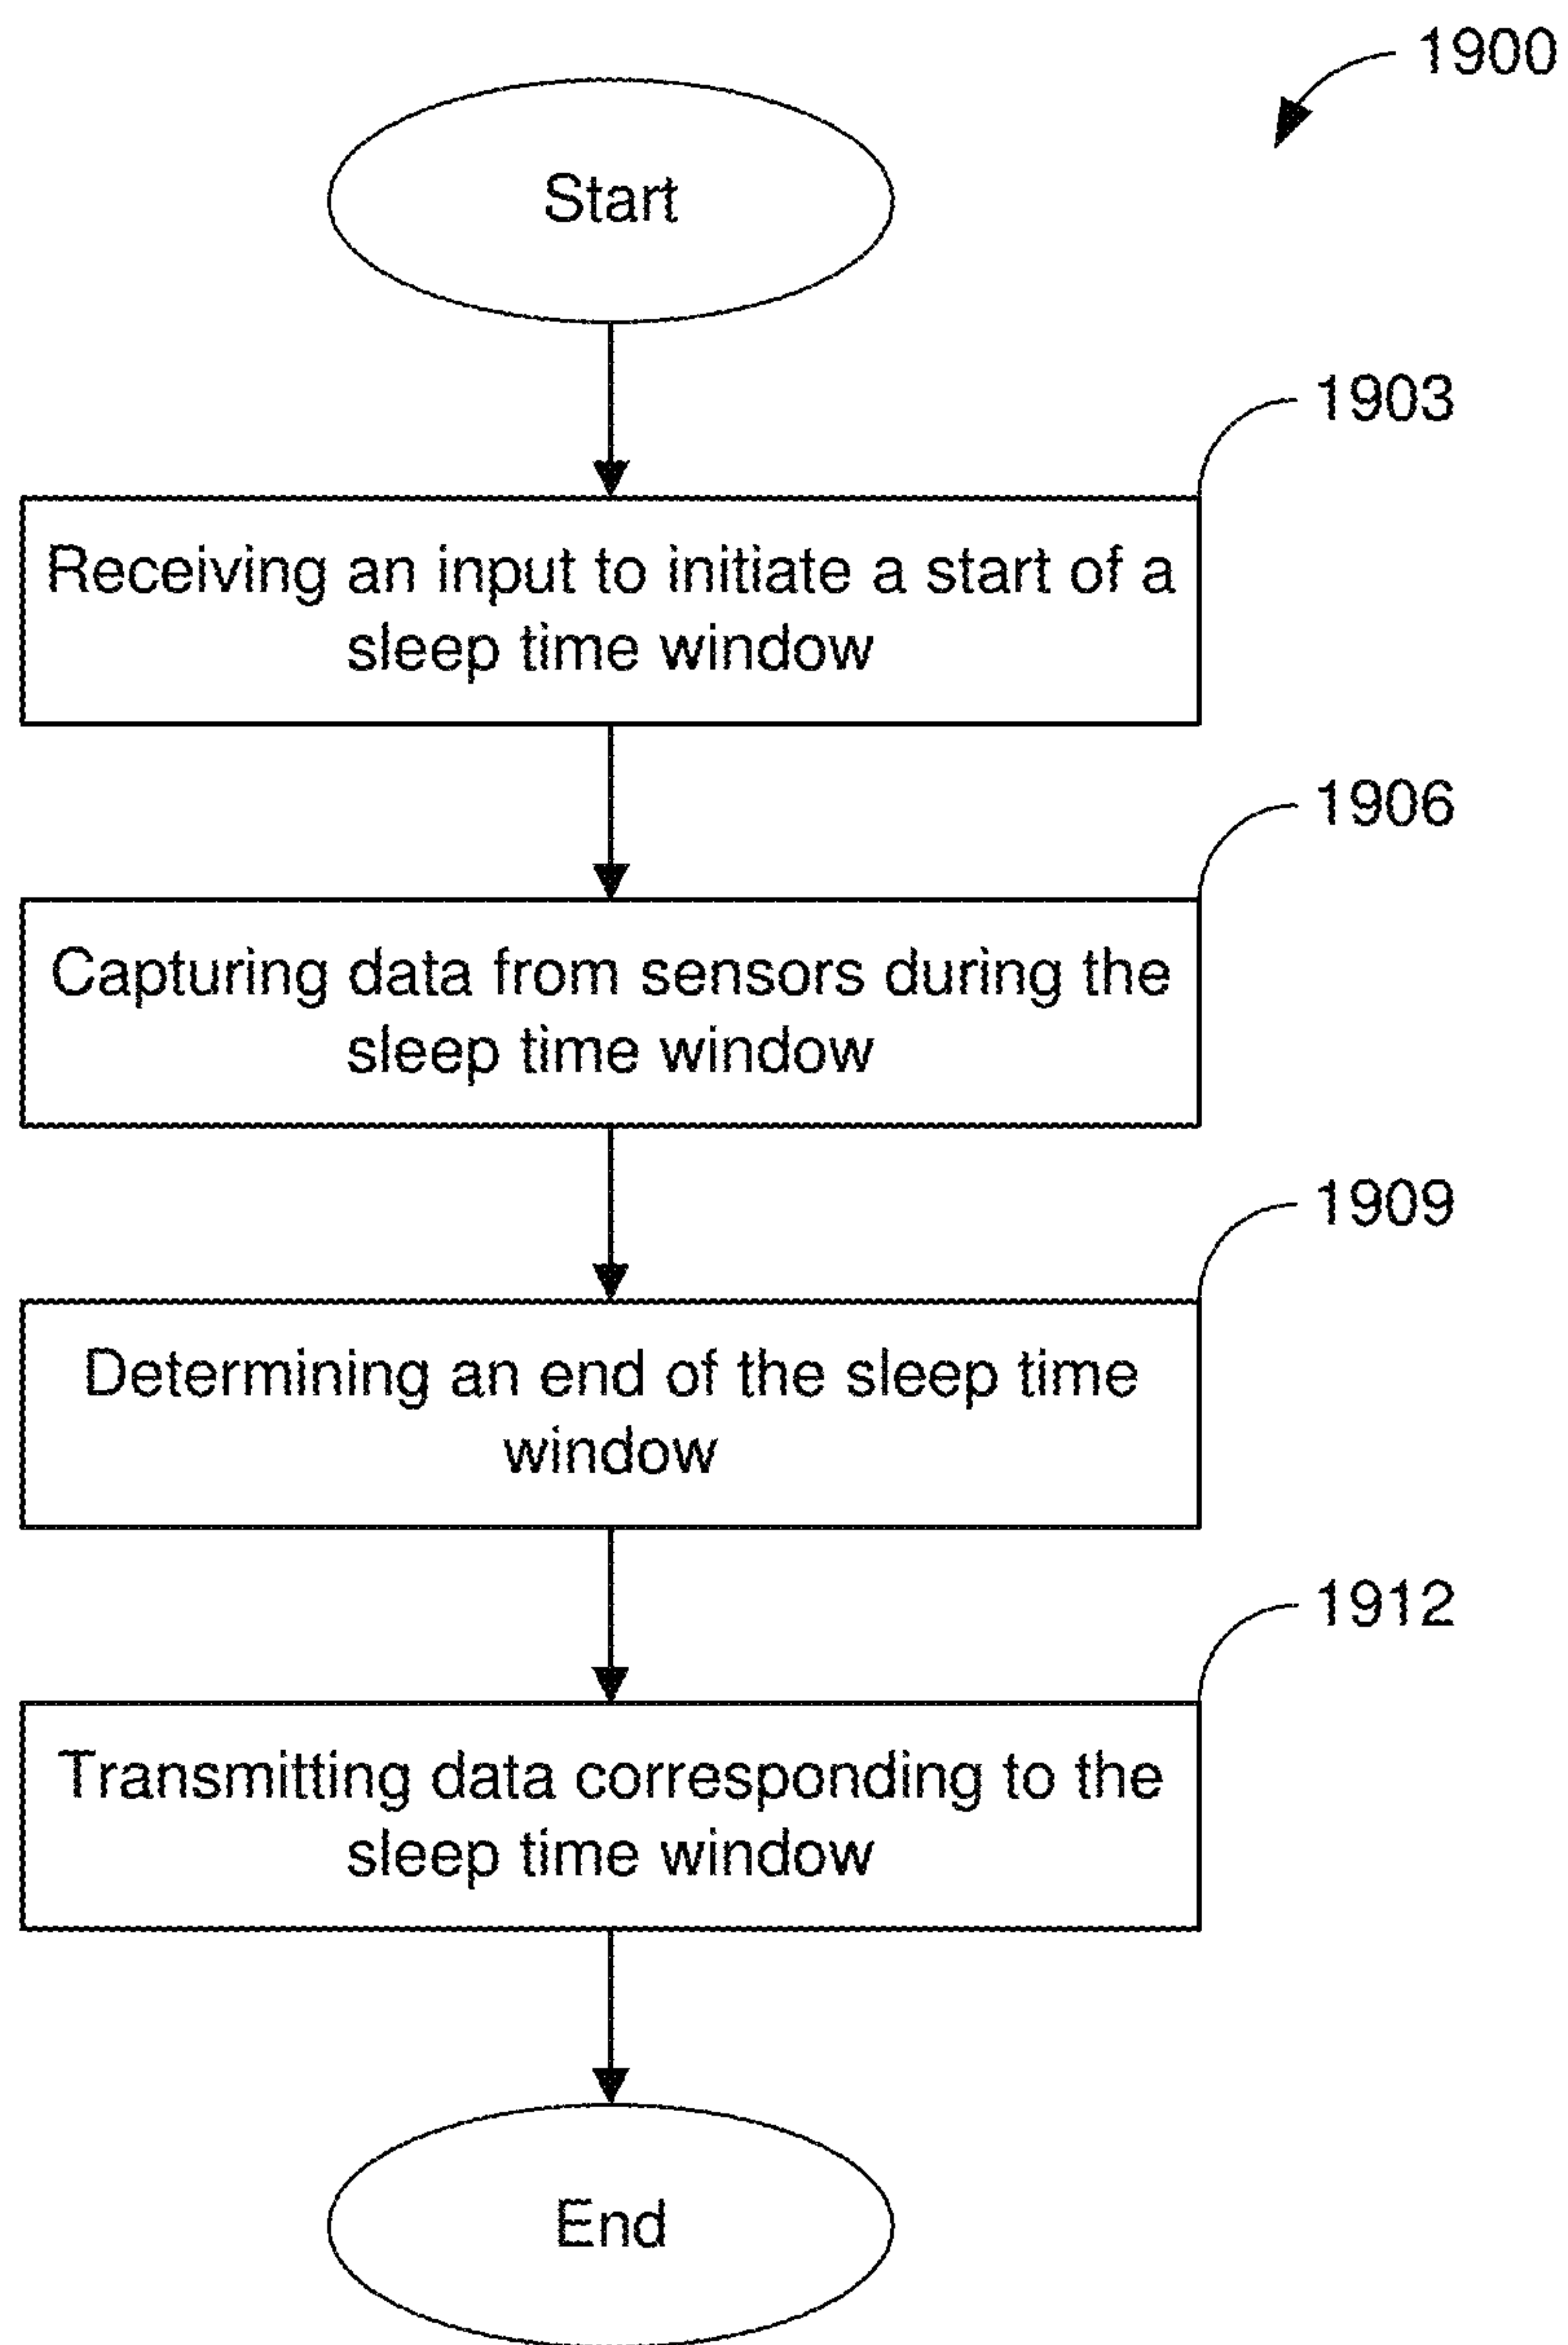 1900
Start
1903
Receiving an input to initiate a start of a
sleep time window
1906
Capturing data from sensors during the
sleep time window
1909
Determining an end of the sleep time
window
1912
Transmitting data corresponding to the
sleep time window
End